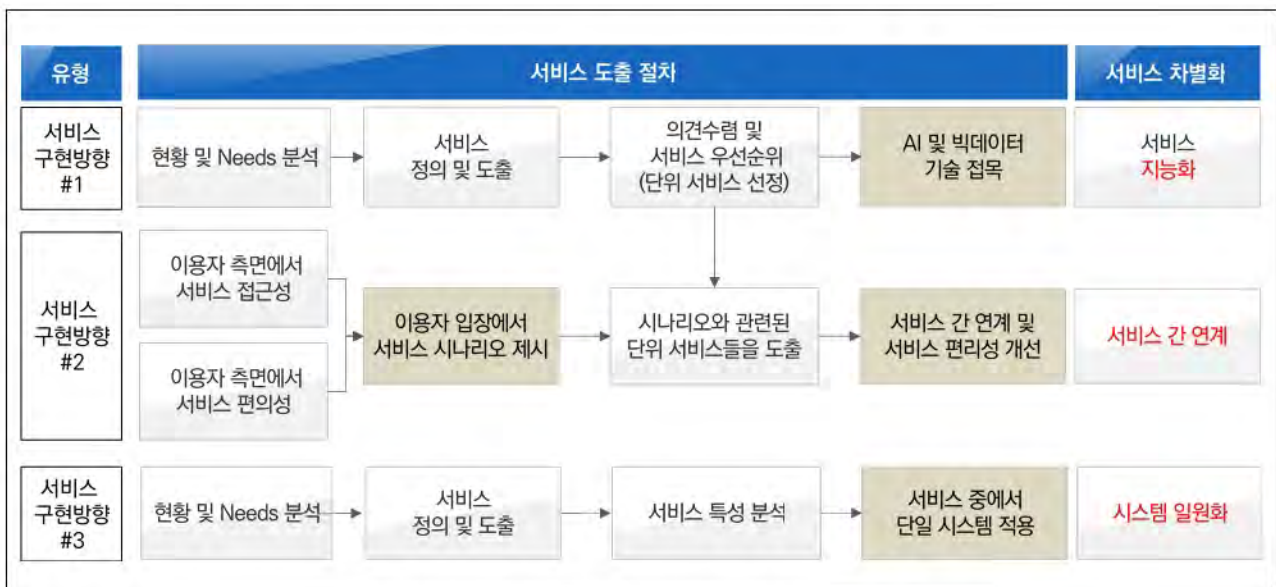 유형
서비스 도출 절차
서비스 차별화
서비스
구현방향
#1
현황 및 Needs 분석
서비스
정의 및 도출
의견수렴 및
서비스 우선순위
(단위 서비스 선정)
AI 및 빅데이터
기술 접목
서비스
지능화
서비스
구현방향
#2
이용자 측면에서
서비스 접근성
이용자 측면에서
서비스 편의성
이용자 입장에서
서비스 시나리오 제시
시나리오와 관련된
단위 서비스들을 도출
서비스 간 연계 및
서비스 편리성 개선
서비스 간 연계
서비스
구현방향
#3
현황 및 Needs 분석
서비스
정의 및 도출
서비스 특성 분석
서비스 중에서
단일 시스템 적용
시스템 일원화